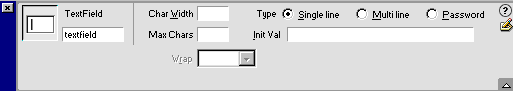 TextField Char Width Type Single line Multi line Password ?
textfield Max Chars Init Val
Wrap